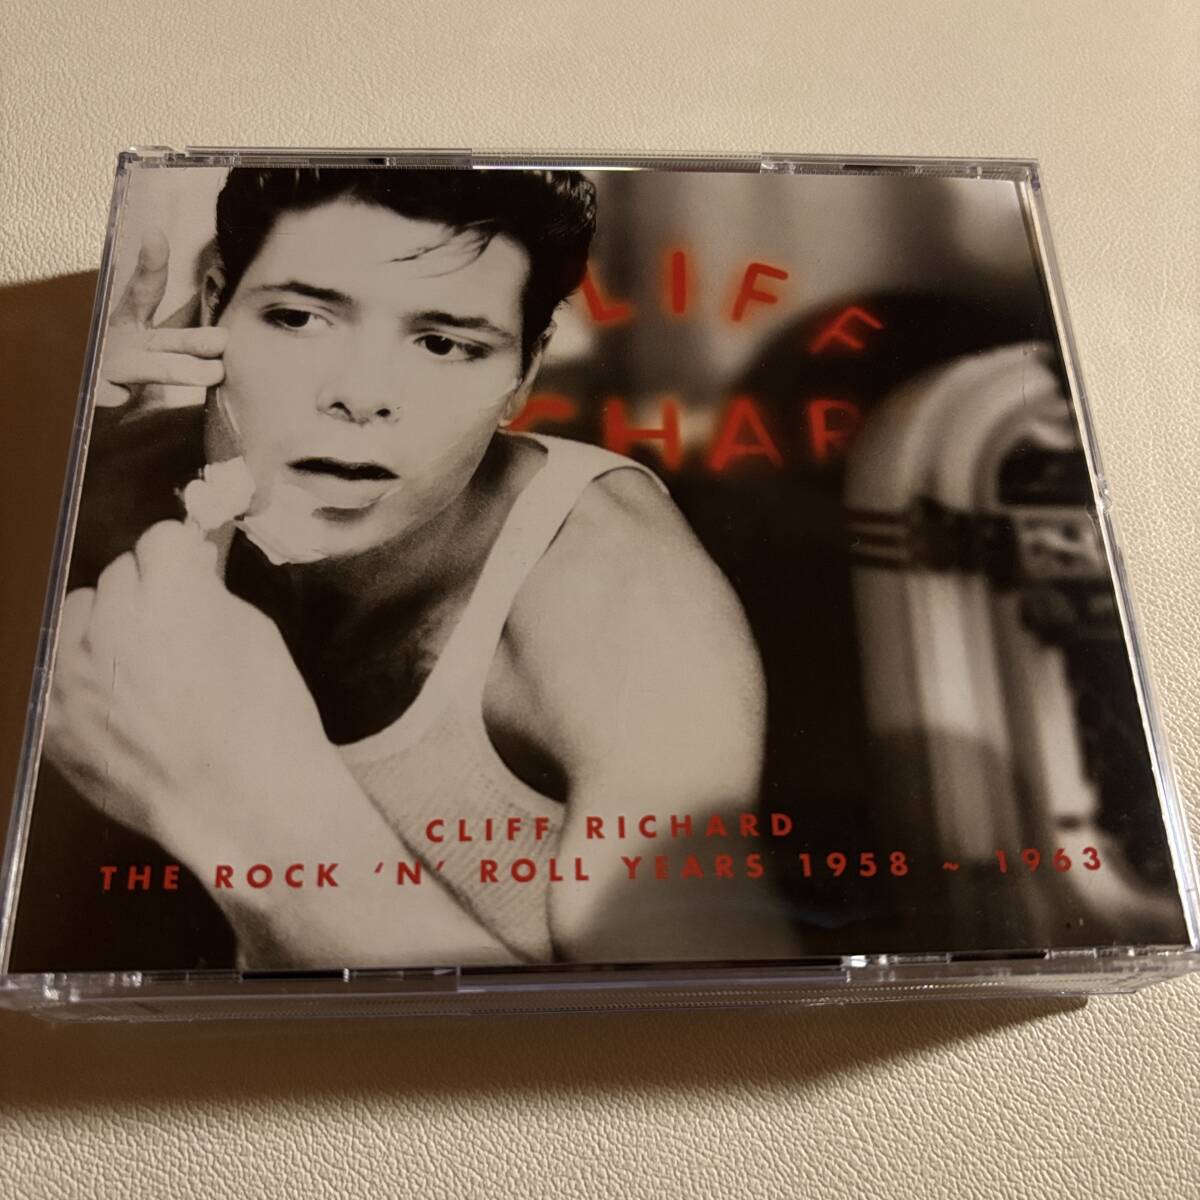 LIFF
CHAR
CLIFF RICHARD
THE ROCK 'N' ROLL YEARS 1958 ~ 1963